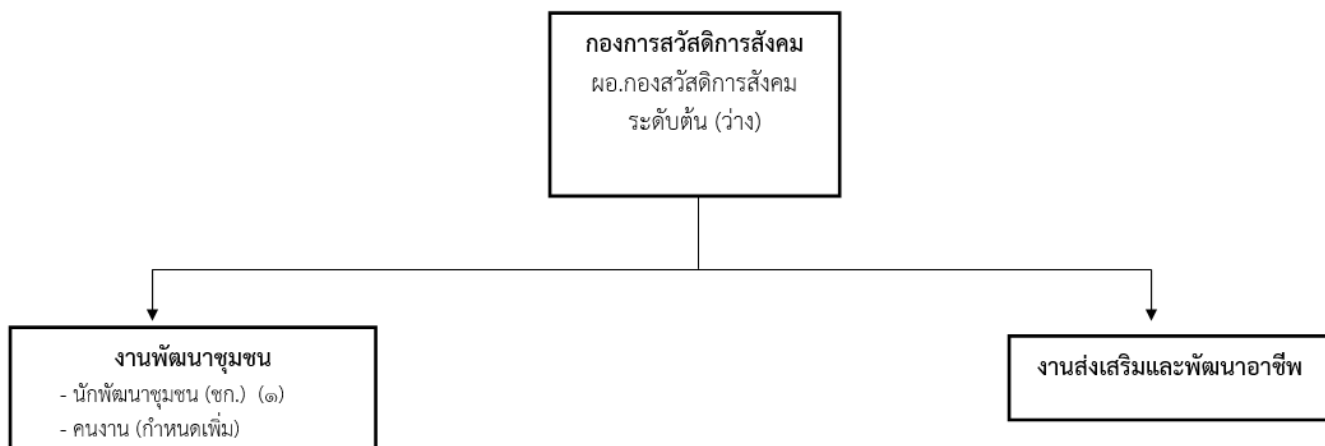 กองการสวัสดิการสังคม
ผอ.กองสวัสดิการสังคม
ระดับต้น (ว่าง)
งานพัฒนาชุมชน
- นักพัฒนาชุมชน (ชก.) (๑)
- คนงาน (กำหนดเพิ่ม)
งานส่งเสริมและพัฒนาอาชีพ